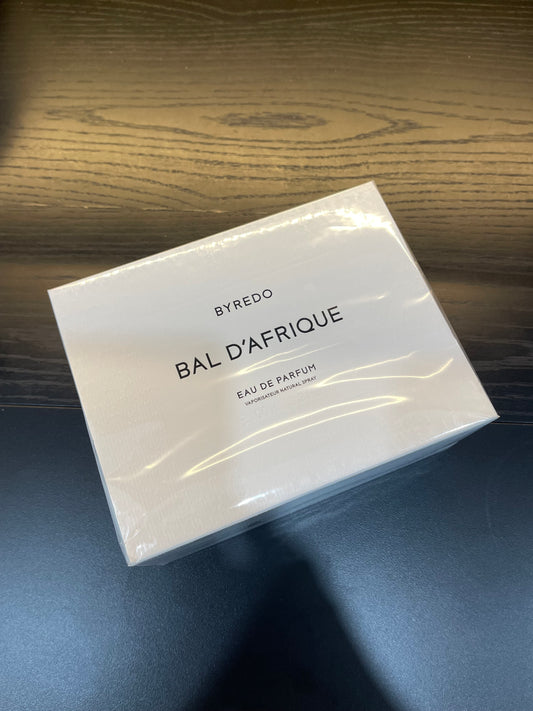 BYREDO
BAL D'AFRIQUE
EAU DE PARFUM
VAPORISATEUR NATURAL SPRAY